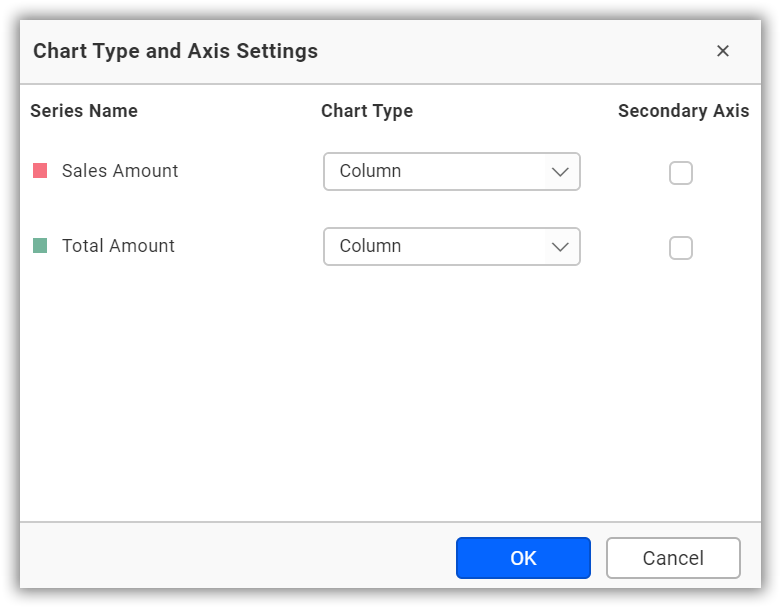 Chart Type and Axis Settings
Series Name Chart Type Secondary Axis
Sales Amount Column
Total Amount Column
OK Cancel